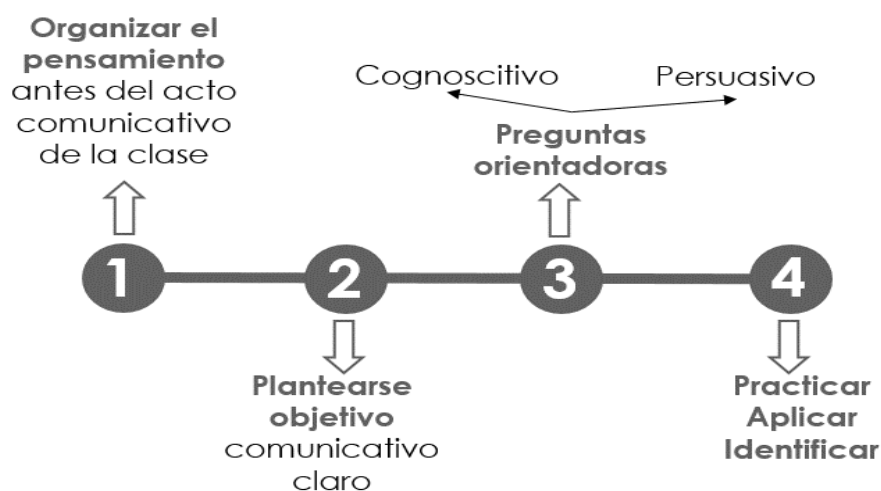 Organizar el
pensamiento
antes del acto
comunicativo
de la clase
Cognoscitivo
Persuasivo
Preguntas
orientadoras
1
2
3
4
Plantearse
objetivo
comunicativo
claro
Practicar
Aplicar
Identificar